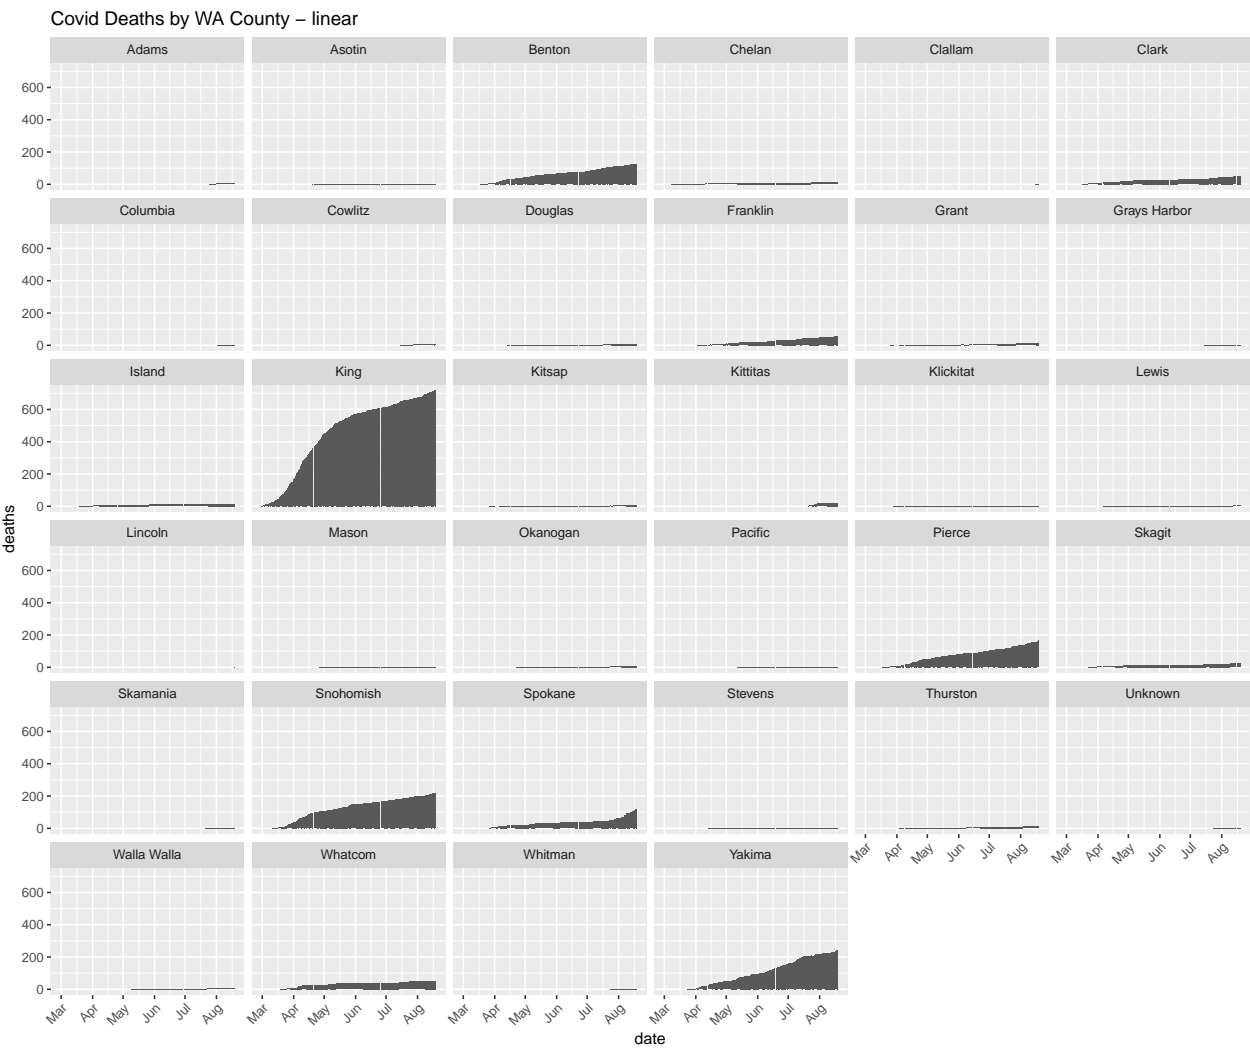 Covid Deaths by WA County – linear
Adams Asotin Benton Chelan Clallam Clark
600
400
200
0
Columbia Cowlitz Douglas Franklin Grant Grays Harbor
600
400
200
0
Island King Kitsap Kittitas Klickitat Lewis
600
400
200
0
deaths
Lincoln Mason Okanogan Pacific Pierce Skagit
600
400
200
0
Skamania Snohomish Spokane Stevens Thurston Unknown
600
400
200
0
Mar Apr May Jun Jul Aug Mar Apr May Jun Jul Aug
Walla Walla Whatcom Whitman Yakima
600
400
200
0
Mar Apr May Jun Jul Aug Mar Apr May Jun Jul Aug Mar Apr May Jun Jul Aug Mar Apr May Jun Jul Aug
date